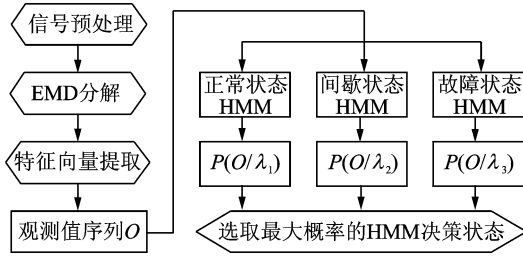 信号预处理
EMD分解
特征向量提取
观测值序列O
正常状态
HMM
间歇状态
HMM
故障状态
HMM
P(O/λ₁)
P(O/λ₂)
P(O/λ₃)
选取最大概率的HMM决策状态